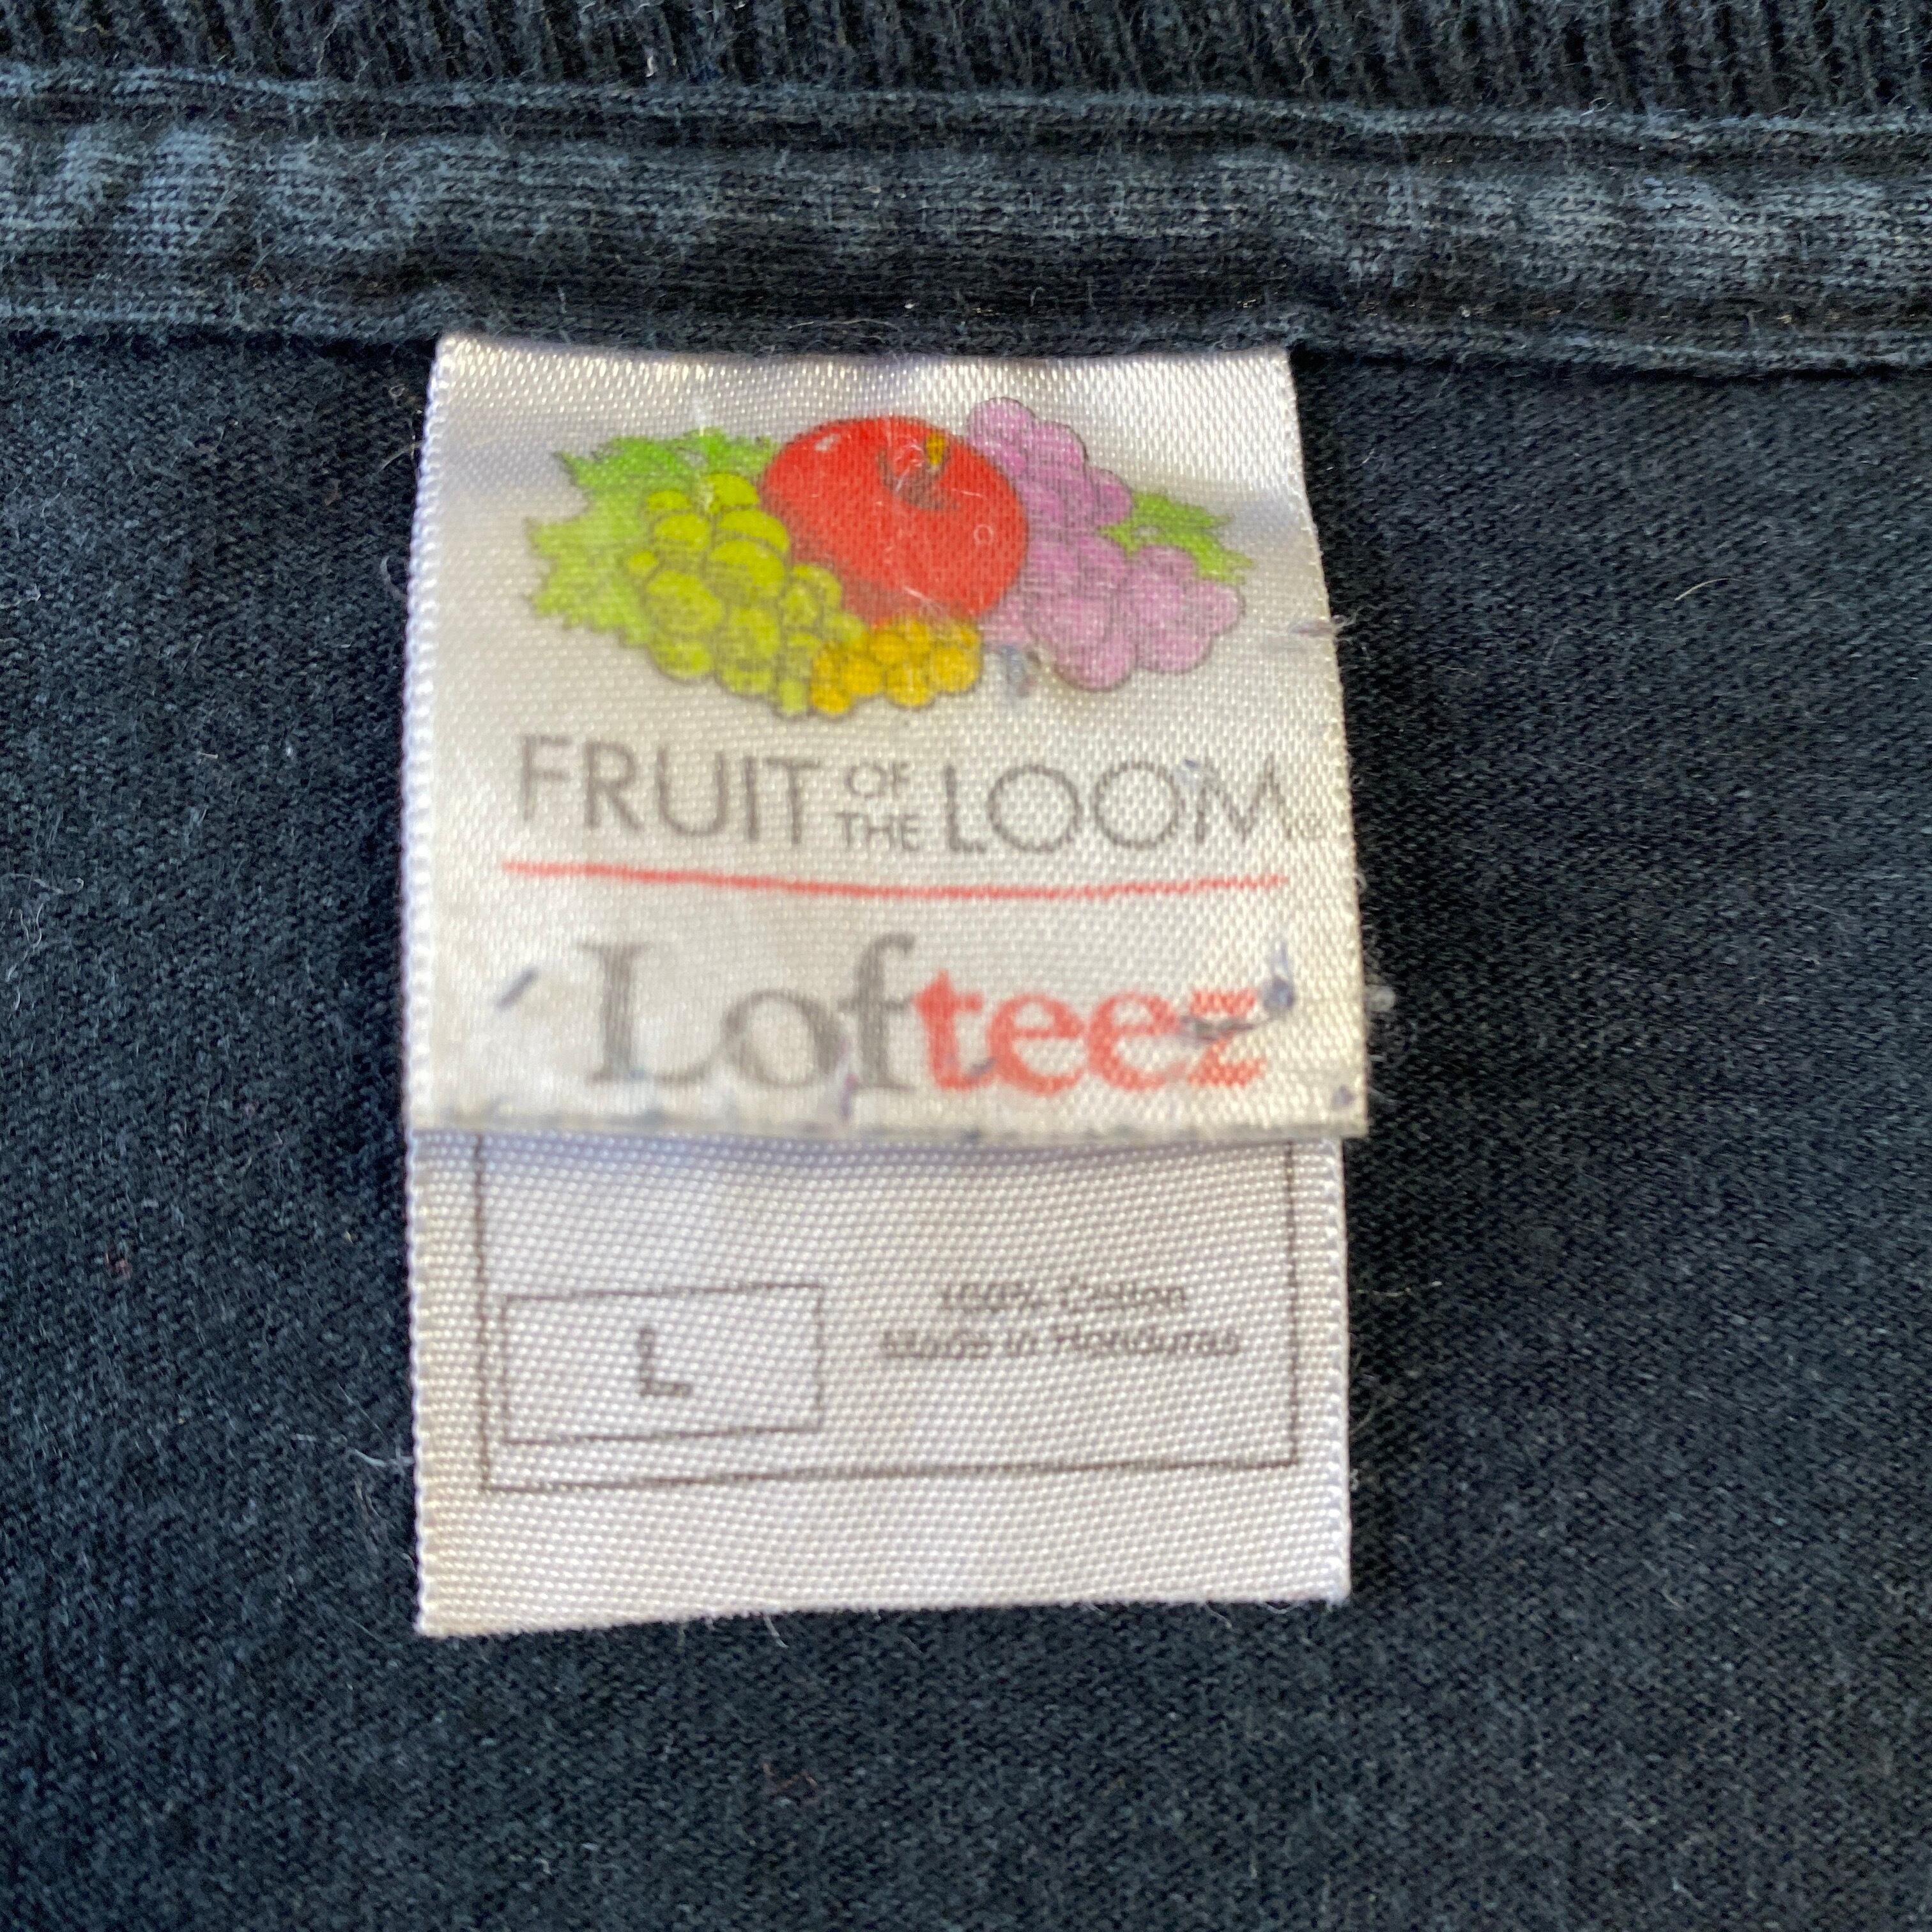 FRUIT OF THE LOOM®
Lofteez
L
100% Cotton
Made in Honduras